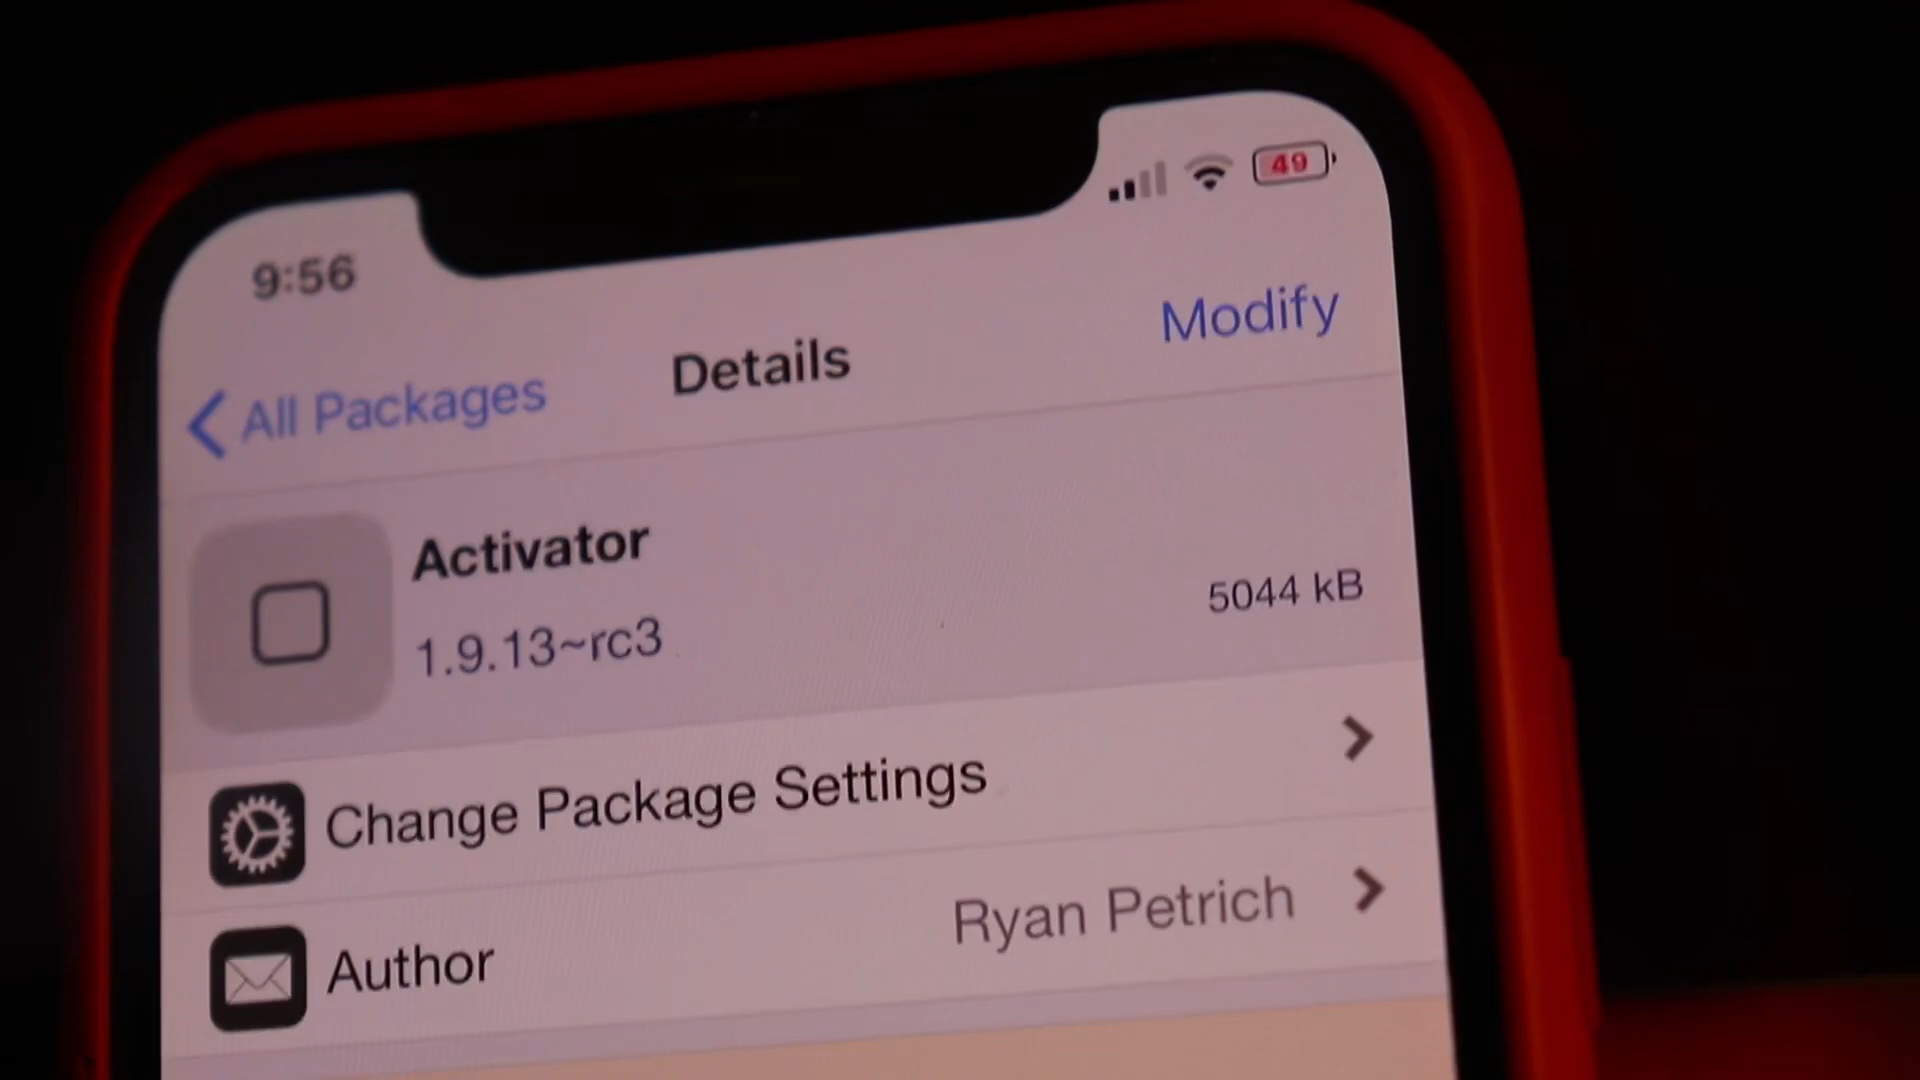 9:56
49
All Packages
Details
Modify
Activator
1.9.13~rc3
5044 kB
Change Package Settings
Author
Ryan Petrich